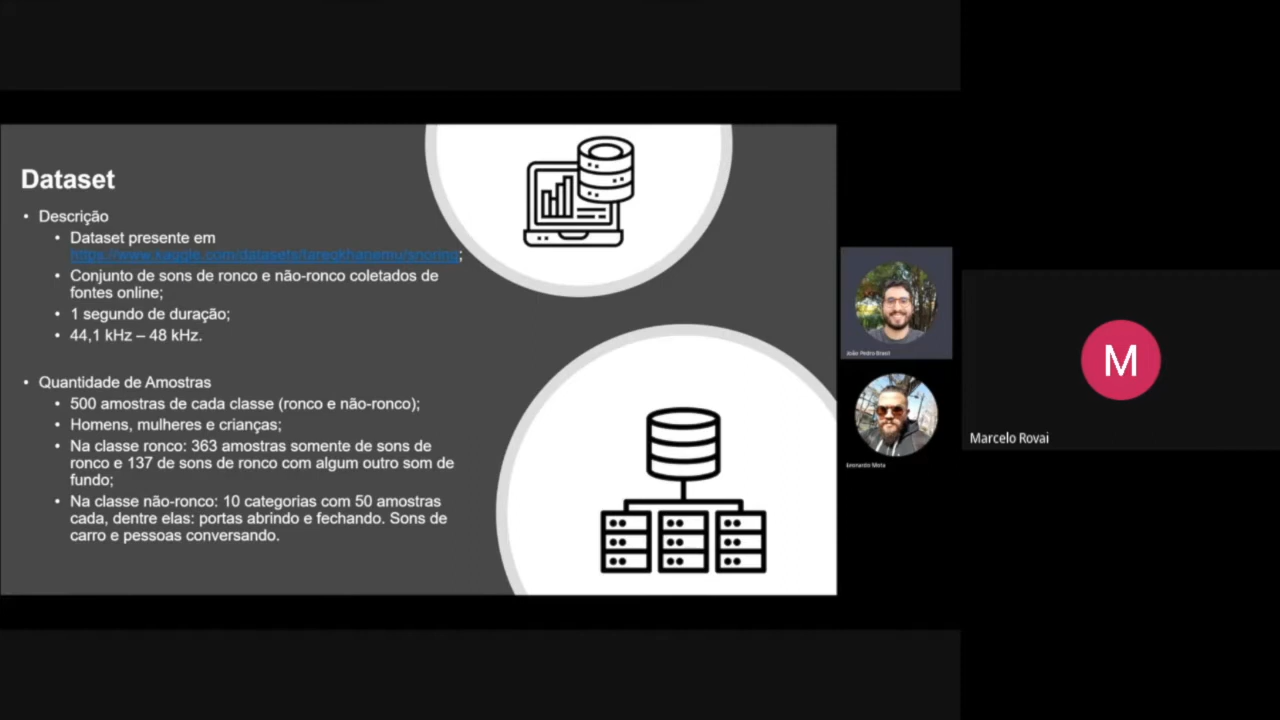 Dataset
• Descrição
• Dataset presente em
https://www.kaggle.com/datasets/tareqkhanemu/snoring;
• Conjunto de sons de ronco e não-ronco coletados de
fontes online;
• 1 segundo de duração;
• 44,1 kHz – 48 kHz.
• Quantidade de Amostras
• 500 amostras de cada classe (ronco e não-ronco);
• Homens, mulheres e crianças;
• Na classe ronco: 363 amostras somente de sons de
ronco e 137 de sons de ronco com algum outro som de
fundo;
• Na classe não-ronco: 10 categorias com 50 amostras
cada, dentre elas: portas abrindo e fechando. Sons de
carro e pessoas conversando.
João Pedro Brasil
Leonardo
M
Marcelo Rovai